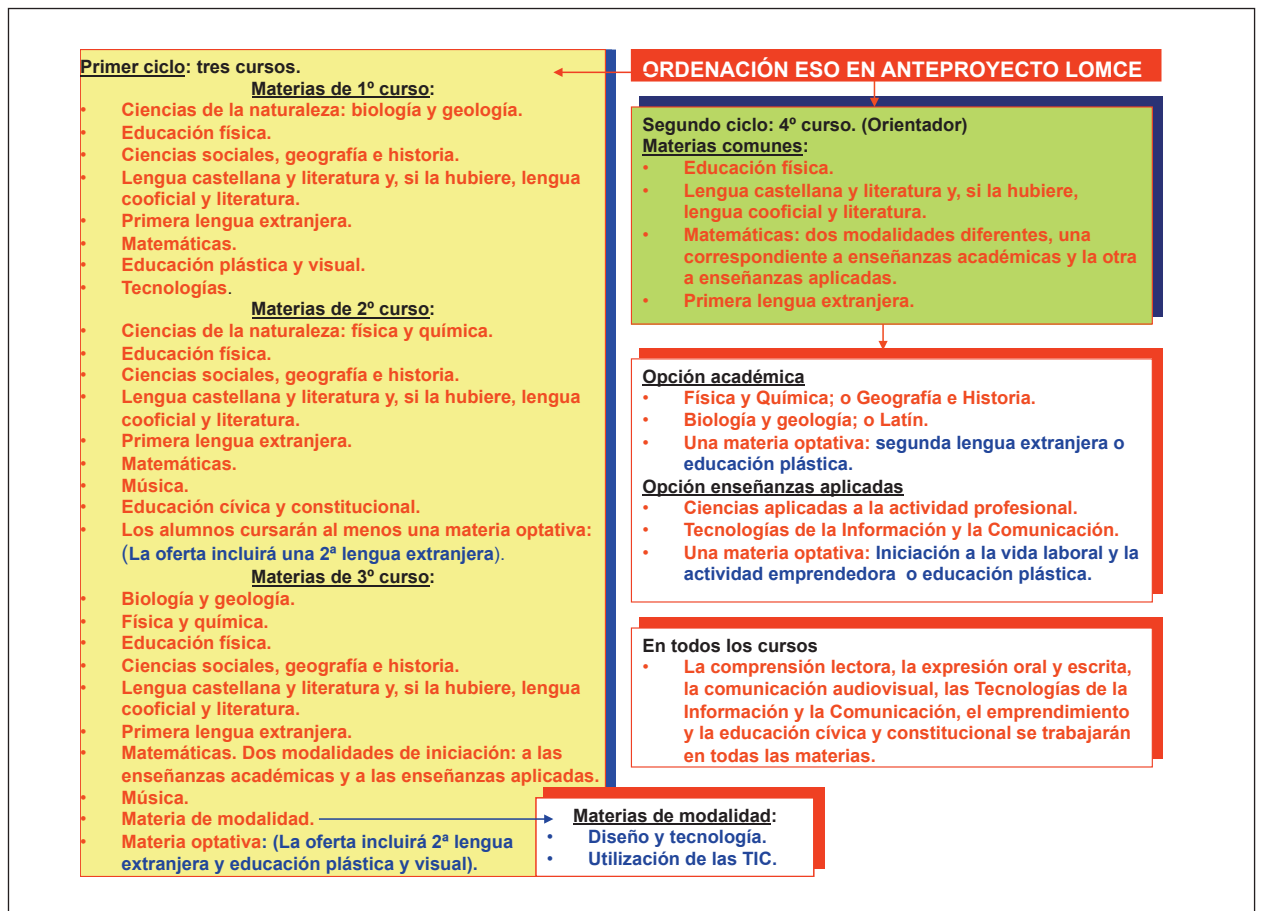 ORDENACIÓN ESO EN ANTEPROYECTO LOMCE
Primer ciclo: tres cursos.
Materias de 1º curso:
• Ciencias de la naturaleza: biología y geología.
• Educación física.
• Ciencias sociales, geografía e historia.
• Lengua castellana y literatura y, si la hubiere, lengua
cooficial y literatura.
• Primera lengua extranjera.
• Matemáticas.
• Educación plástica y visual.
• Tecnologías.
Materias de 2º curso:
• Ciencias de la naturaleza: física y química.
• Educación física.
• Ciencias sociales, geografía e historia.
• Lengua castellana y literatura y, si la hubiere, lengua
cooficial y literatura.
• Primera lengua extranjera.
• Matemáticas.
• Música.
• Educación cívica y constitucional.
• Los alumnos cursarán al menos una materia optativa:
(La oferta incluirá una 2ª lengua extranjera).
Materias de 3º curso:
• Biología y geología.
• Física y química.
• Educación física.
• Ciencias sociales, geografía e historia.
• Lengua castellana y literatura y, si la hubiere, lengua
cooficial y literatura.
• Primera lengua extranjera.
• Matemáticas. Dos modalidades de iniciación: a las
enseñanzas académicas y a las enseñanzas aplicadas.
• Música.
• Materia de modalidad.
• Materia optativa: (La oferta incluirá 2ª lengua
extranjera y educación plástica y visual).
Materias de modalidad:
• Diseño y tecnología.
• Utilización de las TIC.
Segundo ciclo: 4º curso. (Orientador)
Materias comunes:
• Educación física.
• Lengua castellana y literatura y, si la hubiere,
lengua cooficial y literatura.
• Matemáticas: dos modalidades diferentes, una
correspondiente a enseñanzas académicas y la otra
a enseñanzas aplicadas.
• Primera lengua extranjera.
Opción académica
• Física y Química; o Geografía e Historia.
• Biología y geología; o Latín.
• Una materia optativa: segunda lengua extranjera o
educación plástica.
Opción enseñanzas aplicadas
• Ciencias aplicadas a la actividad profesional.
• Tecnologías de la Información y la Comunicación.
• Una materia optativa: Iniciación a la vida laboral y la
actividad emprendedora o educación plástica.
En todos los cursos
• La comprensión lectora, la expresión oral y escrita,
la comunicación audiovisual, las Tecnologías de la
Información y la Comunicación, el emprendimiento
y la educación cívica y constitucional se trabajarán
en todas las materias.